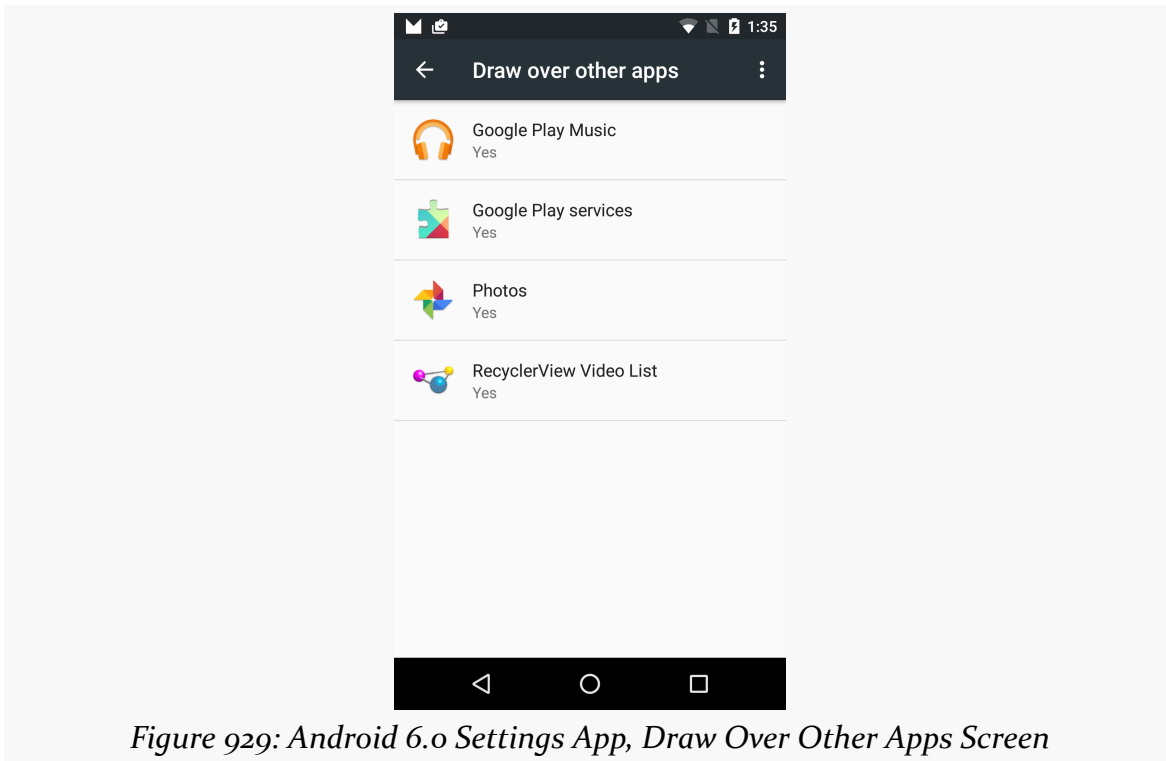 1:35
Draw over other apps
Google Play Music
Yes
Google Play services
Yes
Photos
Yes
RecyclerView Video List
Yes
Figure 929: Android 6.0 Settings App, Draw Over Other Apps Screen